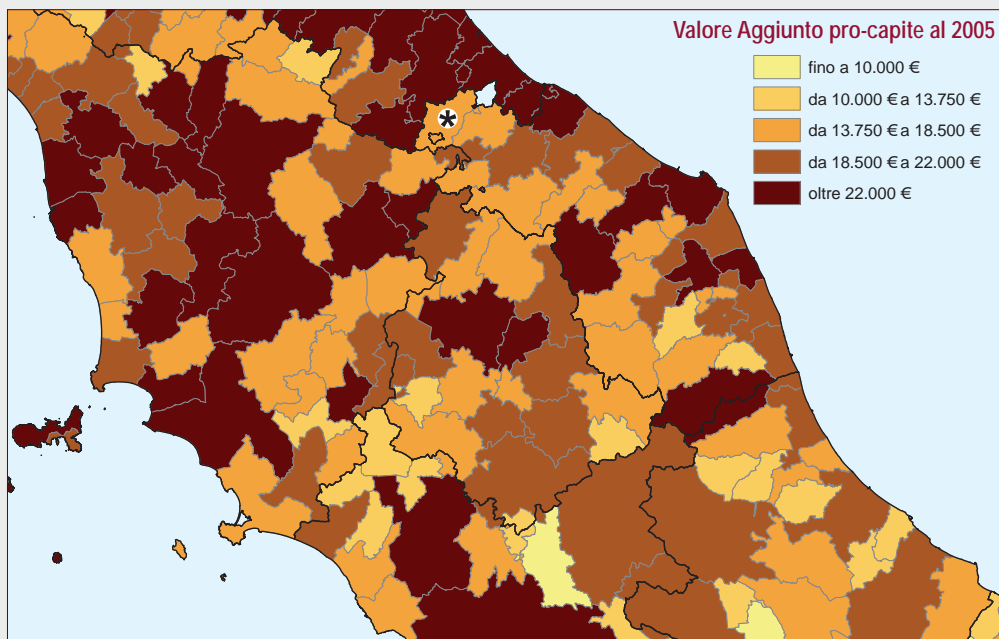 Valore Aggiunto pro-capite al 2005
fino a 10.000 €
da 10.000 € a 13.750 €
da 13.750 € a 18.500 €
da 18.500 € a 22.000 €
oltre 22.000 €
*